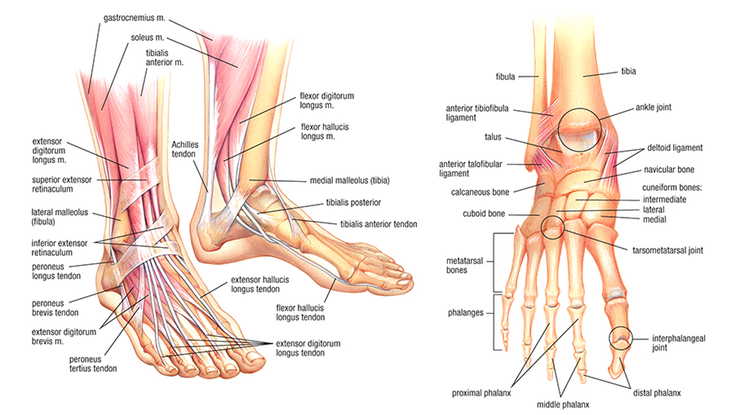 gastrocnemius m.
soleus m.
tibialis
anterior m.
extensor
digitorum
longus m.
superior extensor
retinaculum
lateral malleolus
(fibula)
inferior extensor
retinaculum
peroneus
longus tendon
peroneus
brevis tendon
extensor digitorum
brevis m.
peroneus
tertius tendon
Achilles
tendon
flexor digitorum
longus m.
flexor hallucis
longus m.
medial malleolus (tibia)
tibialis posterior
tibialis anterior tendon
extensor hallucis
longus tendon
flexor hallucis
longus tendon
extensor digitorum
longus tendon
fibula
tibia
anterior tibiofibula
ligament
ankle joint
talus
deltoid ligament
anterior talofibular
ligament
navicular bone
calcaneous bone
cuneiform bones:
intermediate
lateral
medial
cuboid bone
tarsometatarsal joint
metatarsal
bones
phalanges
interphalangeal
joint
proximal phalanx
distal phalanx
middle phalanx